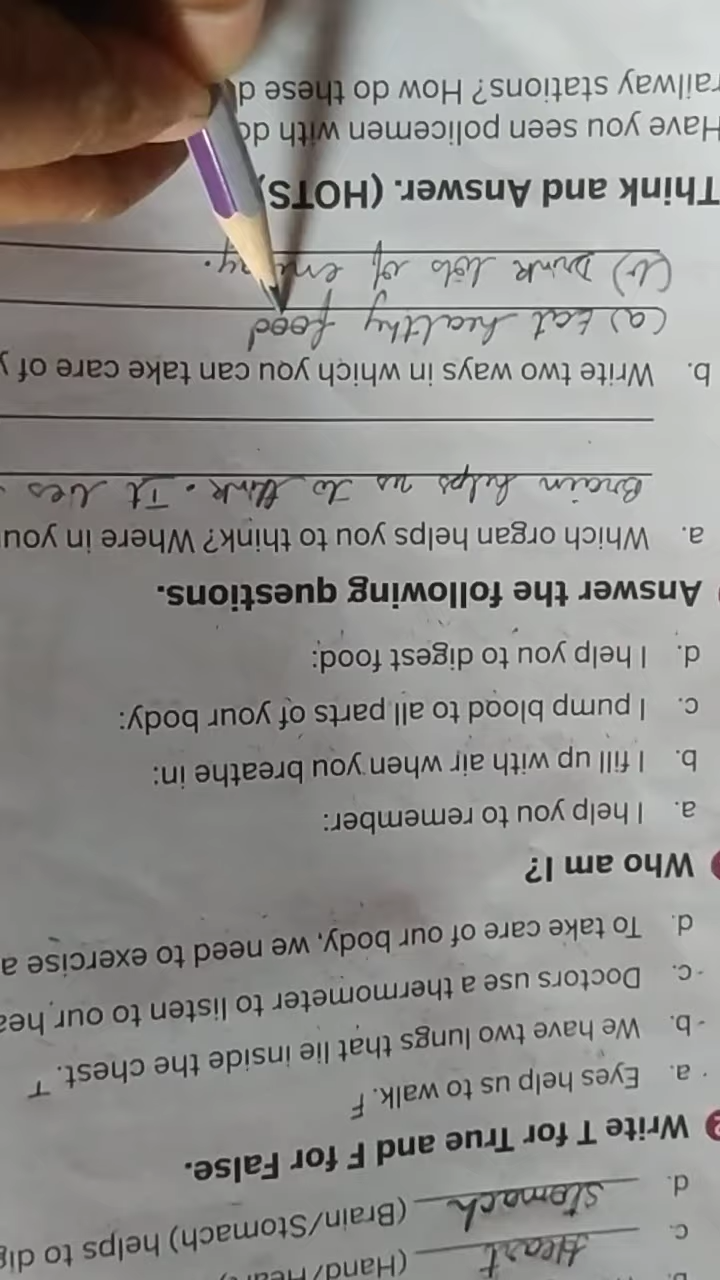 b.
c. Heart (Hand/Hear
d. Stomach (Brain/Stomach) helps to dig
2 Write T for True and F for False.
a. Eyes help us to walk. F
b. We have two lungs that lie inside the chest. T
c. Doctors use a thermometer to listen to our hea
d. To take care of our body, we need to exercise a
Who am I?
a. I help you to remember:
b. I fill up with air when you breathe in:
c. I pump blood to all parts of your body:
d. I help you to digest food:
Answer the following questions.
a. Which organ helps you to think? Where in you
Brain helps us to think. It lies
b. Write two ways in which you can take care of y
(a) Eat healthy food
(b) Drink lots of
Think and Answer. (HOTS)
Have you seen policemen with do
railway stations? How do these d